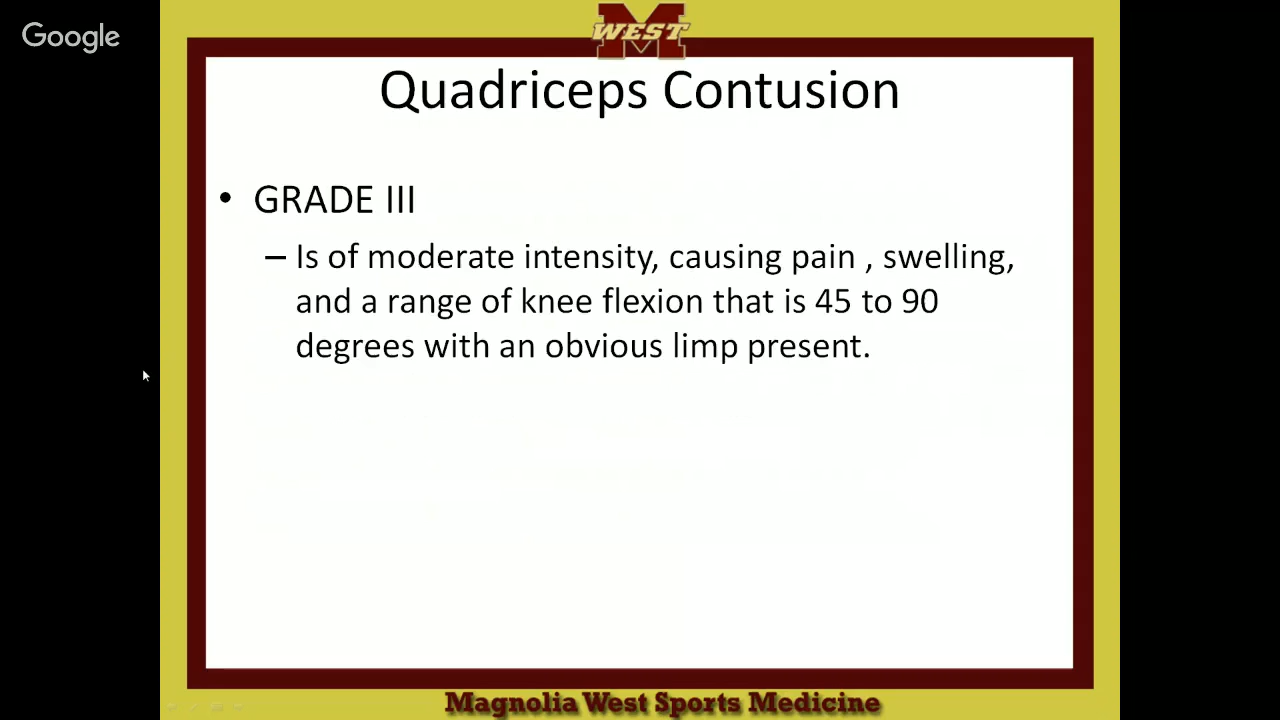 Google
WEST
M
Quadriceps Contusion
• GRADE III
– Is of moderate intensity, causing pain , swelling,
and a range of knee flexion that is 45 to 90
degrees with an obvious limp present.
Magnolia West Sports Medicine